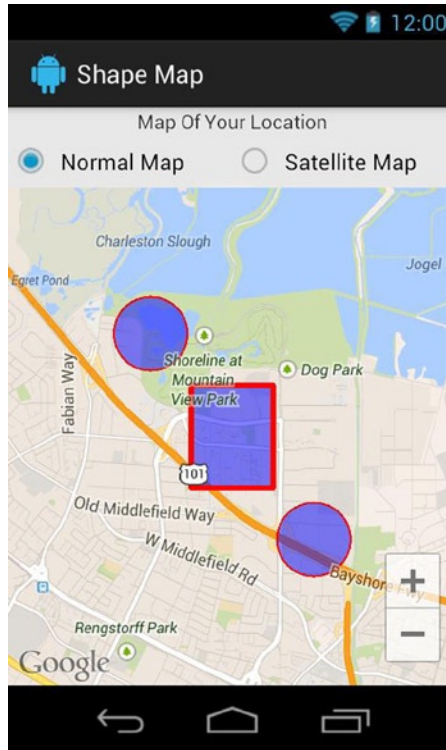 12:00
Shape Map
Map Of Your Location
Normal Map
Satellite Map
Charleston Slough
Jogel
Egret Pond
Shoreline at
Mountain
View Park
Dog Park
Fabian Way
101
Old Middlefield Way
W Middlefield Rd
Bayshore Fwy
Rengstorff Park
Google